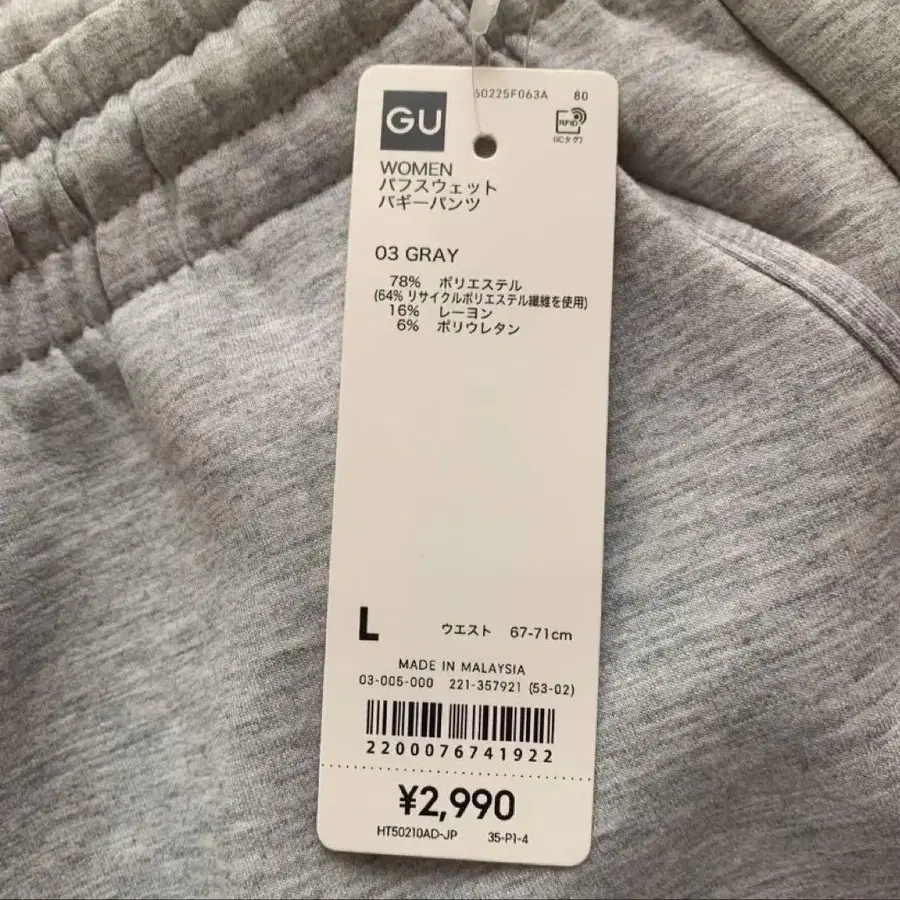 GU
50225F063A 80
RFID
(ICタグ)
WOMEN
パフスウェット
バギーパンツ
03 GRAY
78% ポリエステル
(64% リサイクルポリエステル繊維を使用)
16% レーヨン
6% ポリウレタン
L ウエスト 67-71cm
MADE IN MALAYSIA
03-005-000 221-357921 (53-02)
2200076741922
¥2,990
HT50210AD-JP 35-P1-4